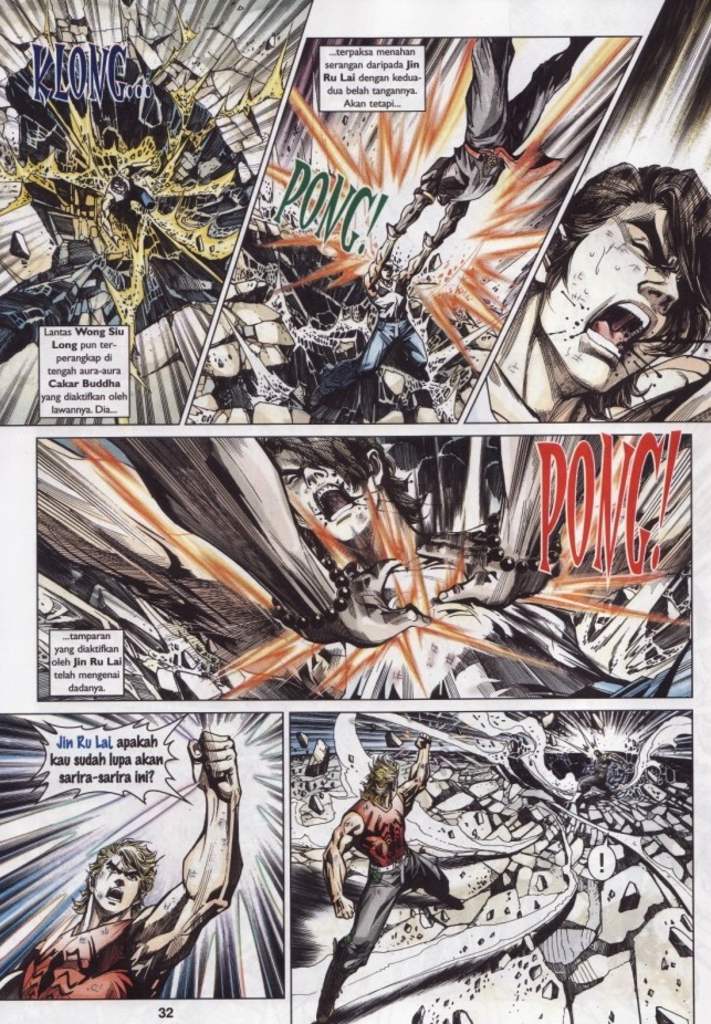 KLONG...
Lantas Wong Siu
Long pun ter-
perangkap di
tengah aura-aura
Cakar Buddha
yang diaktifkan oleh
lawannya. Dia...
...terpaksa menahan
serangan daripada Jin
Ru Lai dengan kedua-
dua belah tangannya.
Akan tetapi...
PONG!
PONG!
...tamparan
yang diaktifkan
oleh Jin Ru Lai
telah mengenai
dadanya.
Jin Ru Lai, apakah
kau sudah lupa akan
sarira-sarira ini?
!
32